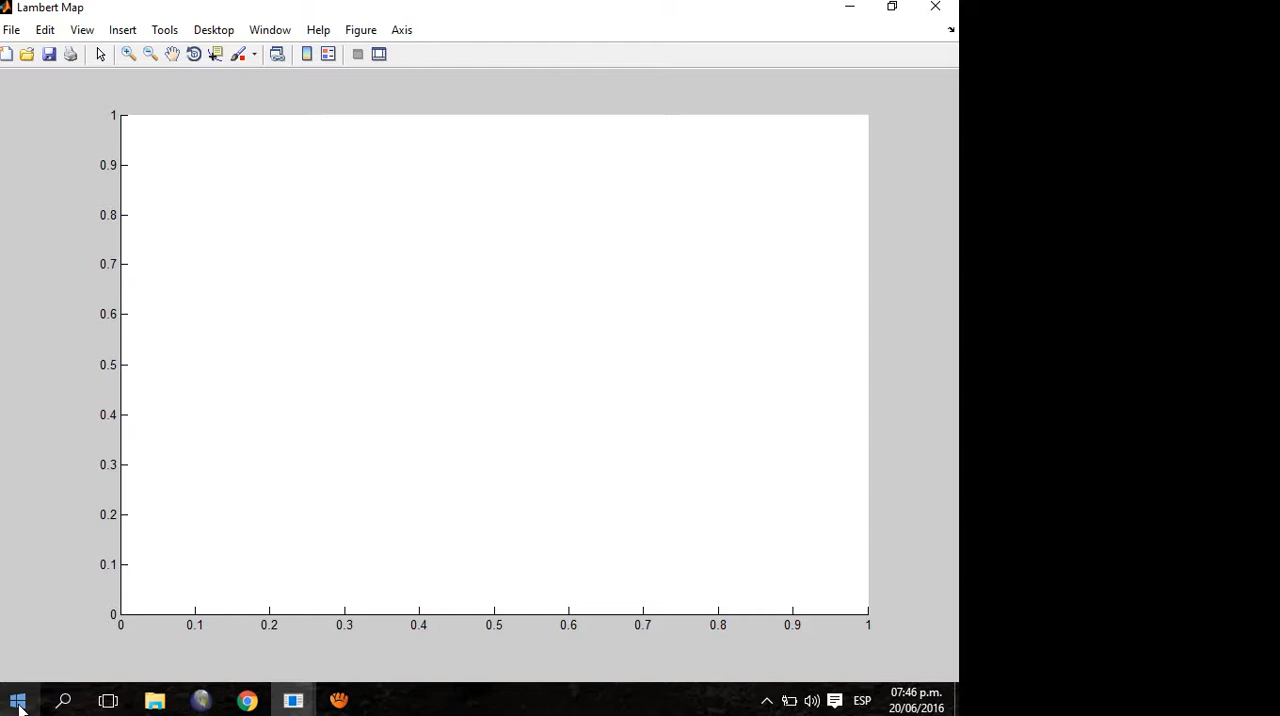 Lambert Map
File Edit View Insert Tools Desktop Window Help Figure Axis
1
0.9
0.8
0.7
0.6
0.5
0.4
0.3
0.2
0.1
0
0 0.1 0.2 0.3 0.4 0.5 0.6 0.7 0.8 0.9 1
07:46 p.m.
ESP
20/06/2016